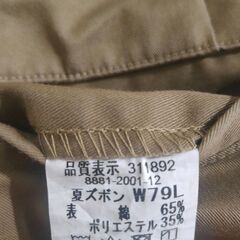 品質表示 311892
8881-2001-12
夏ズボン W79L
表 綿 65%
ポリエステル 35%